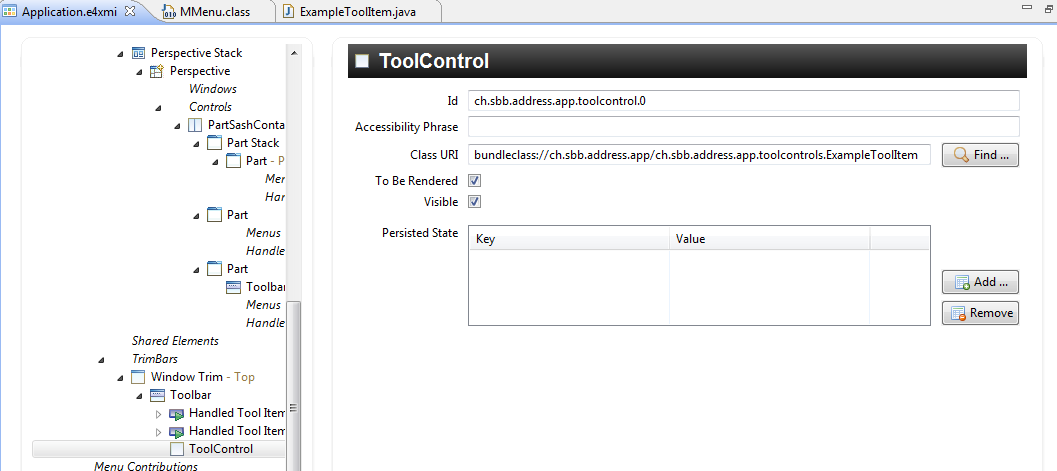 Application.e4xmi
MMenu.class
ExampleToolItem.java
Perspective Stack
Perspective
Windows
Controls
PartSashConta
Part Stack
Part - P
Mer
Har
Part
Menus
Handle
Part
Toolbar
Menus
Handle
Shared Elements
TrimBars
Window Trim - Top
Toolbar
Handled Tool Item
Handled Tool Item
ToolControl
Menu Contributions
ToolControl
Id ch.sbb.address.app.toolcontrol.0
Accessibility Phrase
Class URI bundleclass://ch.sbb.address.app/ch.sbb.address.app.toolcontrols.ExampleToolItem Find ...
To Be Rendered
Visible
Persisted State Key Value
Add ...
Remove